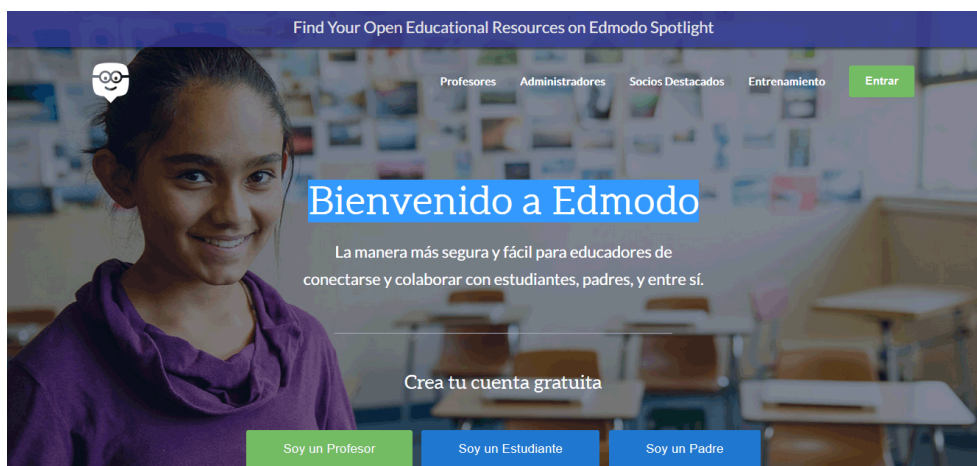 Find Your Open Educational Resources on Edmodo Spotlight
Profesores Administradores Socios Destacados Entrenamiento Entrar
Bienvenido a Edmodo
La manera más segura y fácil para educadores de
conectarse y colaborar con estudiantes, padres, y entre sí.
Crea tu cuenta gratuita
Soy un Profesor Soy un Estudiante Soy un Padre